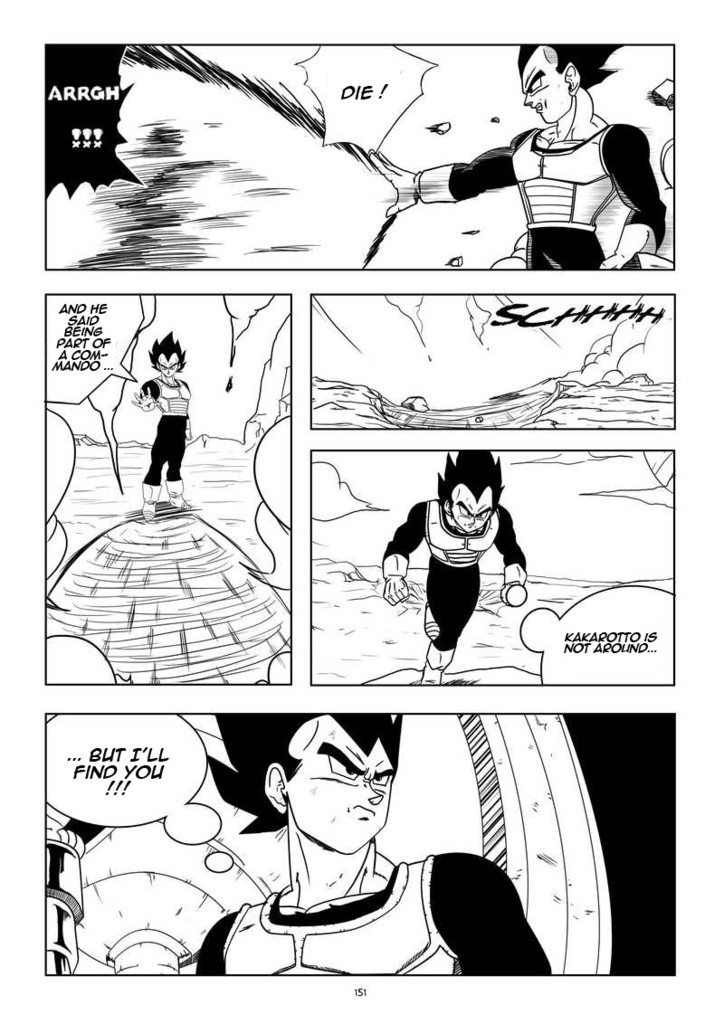 ARRGH
!!!
DIE !
AND HE
SAID
BEING
PART OF
A COM-
MANDO ...
SCHHHHH
KAKAROTTO IS
NOT AROUND...
... BUT I'LL
FIND YOU
!!!
151